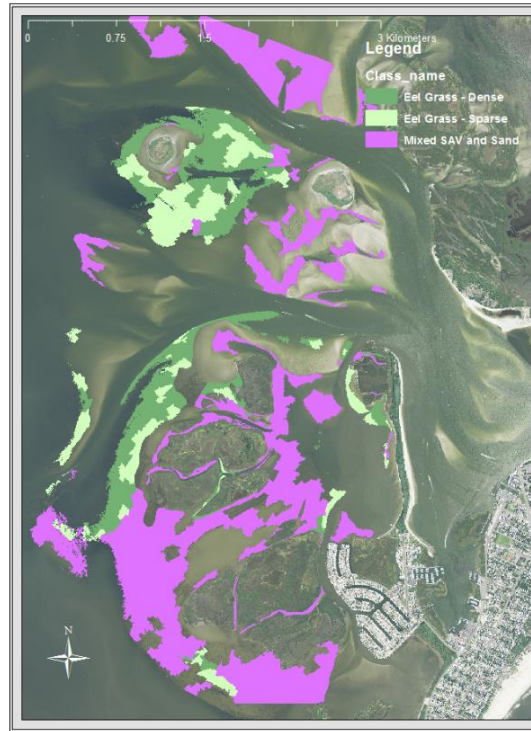 0 0.75 1.5 3 Kilometers
Legend
Class_name
Eel Grass - Dense
Eel Grass - Sparse
Mixed SAV and Sand
N